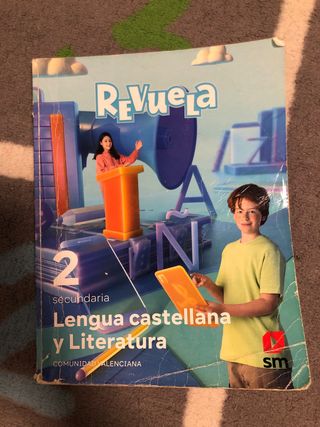 REVUELA
A
Ñ
2
secundaria
Lengua castellana
y Literatura
COMUNIDAD VALENCIANA
sm